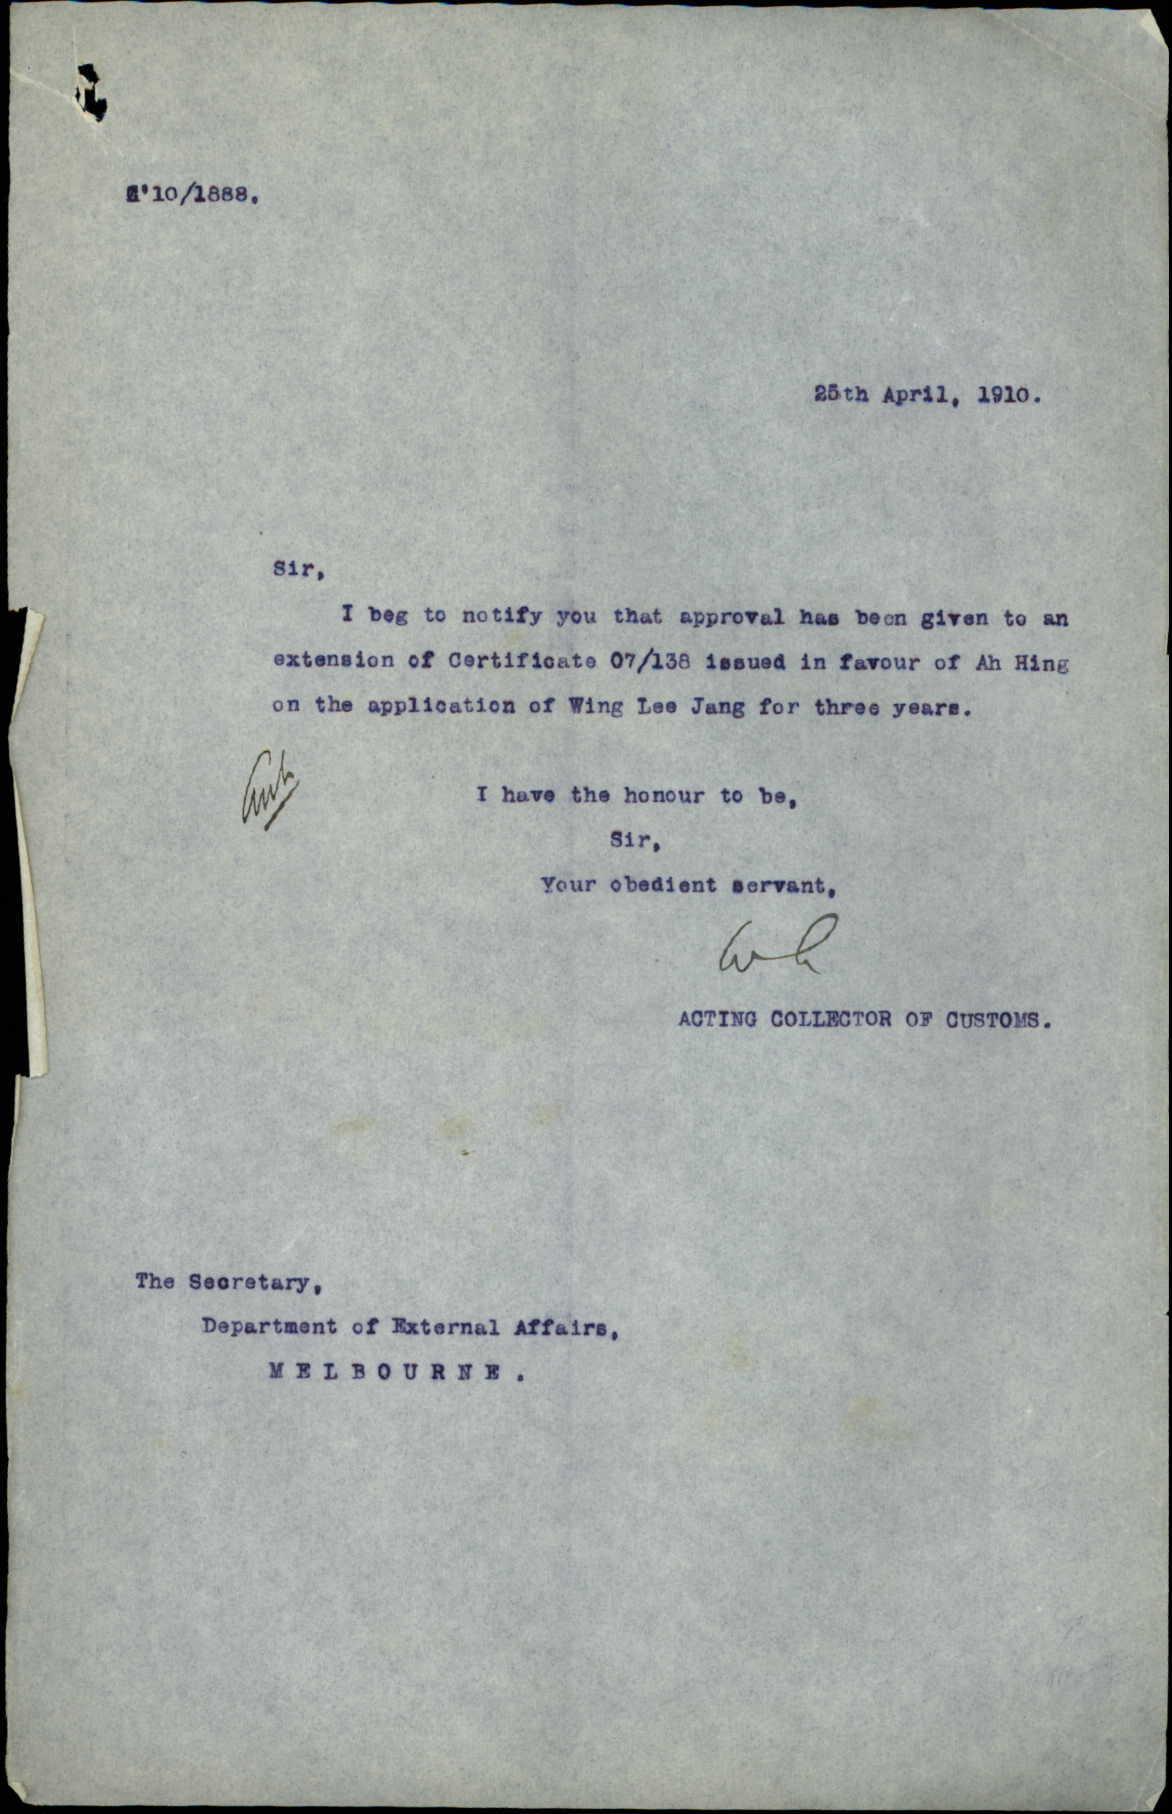 10/1888.
25th April, 1910.
Sir,
I beg to notify you that approval has been given to an
extension of Certificate 07/138 issued in favour of Ah Hing
on the application of Wing Lee Jang for three years.
I have the honour to be,
Sir,
Your obedient servant,
ACTING COLLECTOR OF CUSTOMS.
The Secretary,
Department of External Affairs,
MELBOURNE.